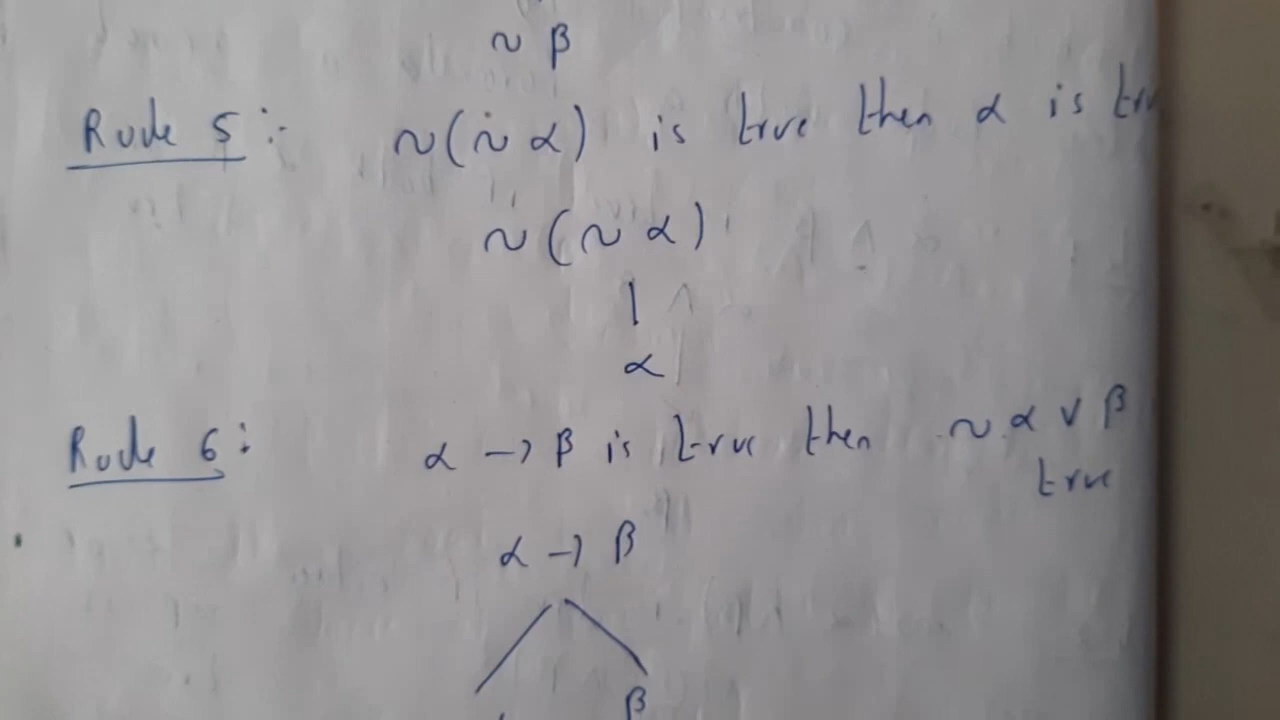 ~ β
Rule 5 :- ~(~ α) is true then α is
~ (~ α)
|
α
Rule 6 : α → β is true then ~ α ∨ β
true
α → β
β